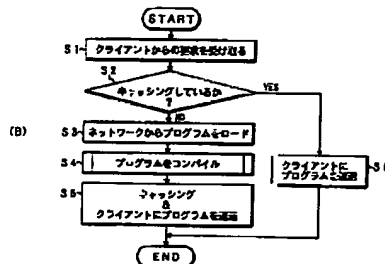 START
S1 クライアントからの要求を受け取る
S2
キャッシングしているか
?
YES
NO
(B)
S3 ネットワークからプログラムをロード
S4 プログラムをコンパイル
クライアントに
プログラムを返送
S5
キャッシング
&
クライアントにプログラムを返送
END